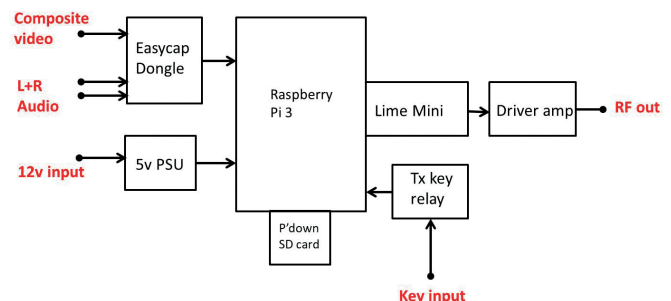 Composite
video
Easycap
Dongle
L+R
Audio
Raspberry
Pi 3
Lime Mini
Driver amp
RF out
12v input
5v PSU
Tx key
relay
P'down
SD card
Key input